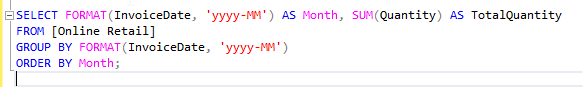 SELECT FORMAT(InvoiceDate, 'yyyy-MM') AS Month, SUM(Quantity) AS TotalQuantity
FROM [Online Retail]
GROUP BY FORMAT(InvoiceDate, 'yyyy-MM')
ORDER BY Month;